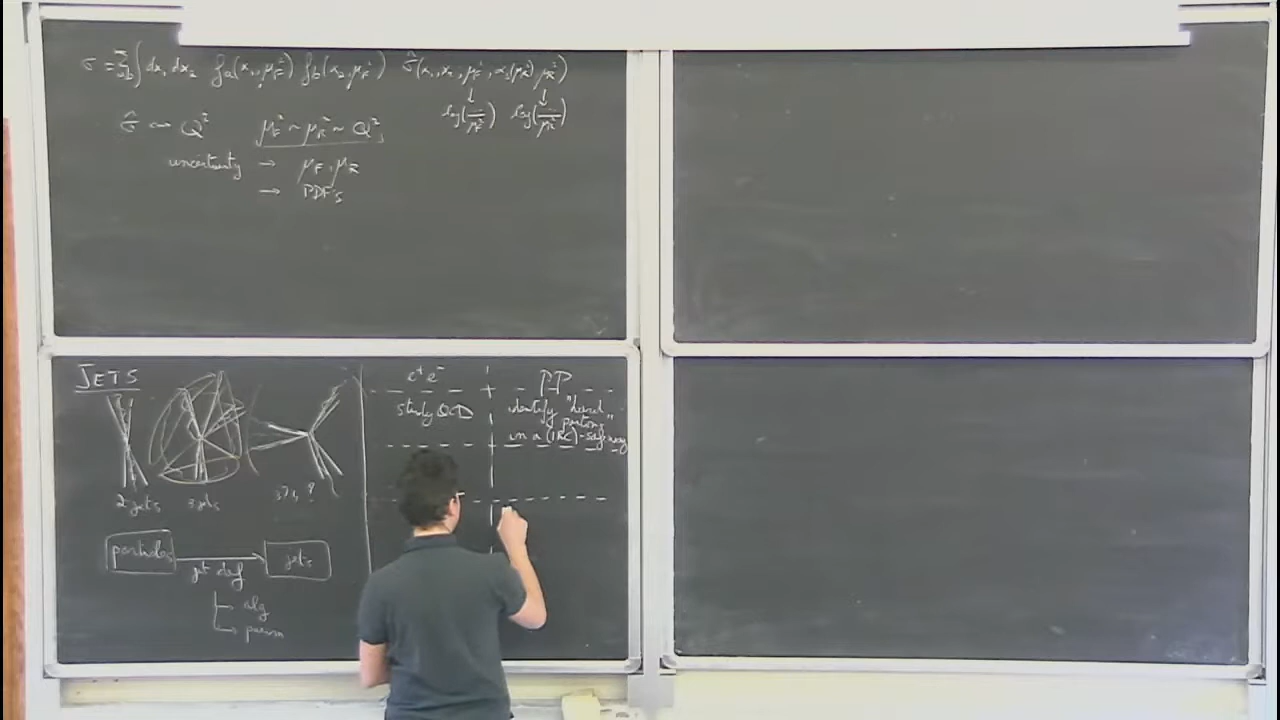 σ = Σ_ab ∫ dx₁ dx₂ f_a(x₁, μ_F²) f_b(x₂, μ_F²) σ̂(x₁, x₂, μ_F², α_s(μ_R²), μ_R²)
log(—/μ_F²) log(—/μ_R²)
σ̂ ∼ Q² μ_F² ∼ μ_R² ∼ Q²
uncertainty → μ_F, μ_R
→ PDF's
JETS
2 jets 3 jets 3?4?
particles → jets
jet def
→ alg
→ param
e⁺e⁻ PP
study QCD identify "hard
partons"
in a (IRC)-safe way